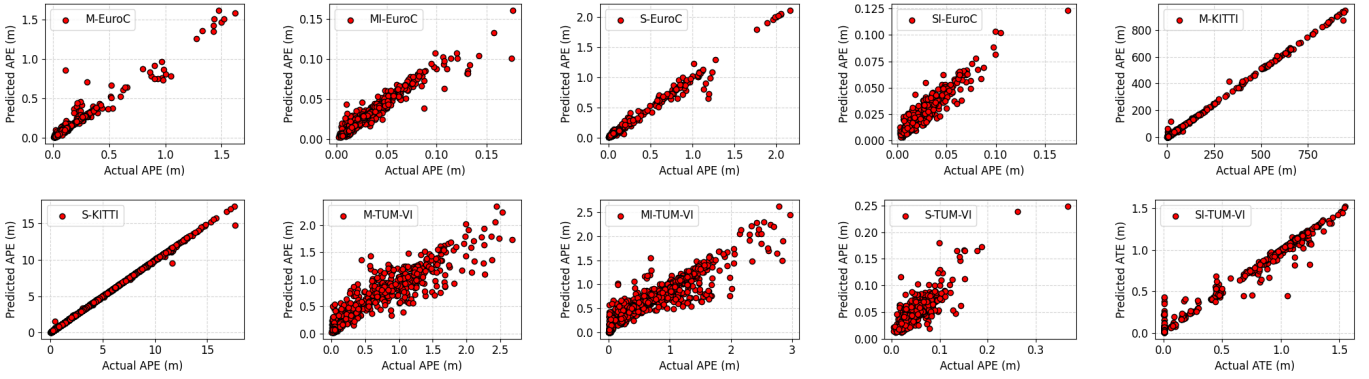 M-EuroC
Predicted APE (m)
1.5
1.0
0.5
0.0
0.0 0.5 1.0 1.5
Actual APE (m)
MI-EuroC
Predicted APE (m)
0.15
0.10
0.05
0.00
0.00 0.05 0.10 0.15
Actual APE (m)
S-EuroC
Predicted APE (m)
2.0
1.5
1.0
0.5
0.0
0.0 0.5 1.0 1.5 2.0
Actual APE (m)
SI-EuroC
Predicted APE (m)
0.125
0.100
0.075
0.050
0.025
0.000
0.00 0.05 0.10 0.15
Actual APE (m)
M-KITTI
Predicted APE (m)
800
600
400
200
0
0 250 500 750
Actual APE (m)
S-KITTI
Predicted APE (m)
15
10
5
0
0 5 10 15
Actual APE (m)
M-TUM-VI
Predicted APE (m)
2.0
1.5
1.0
0.5
0.0
0.0 0.5 1.0 1.5 2.0 2.5
Actual APE (m)
MI-TUM-VI
Predicted APE (m)
2.5
2.0
1.5
1.0
0.5
0.0
0 1 2 3
Actual APE (m)
S-TUM-VI
Predicted APE (m)
0.25
0.20
0.15
0.10
0.05
0.00
0.0 0.1 0.2 0.3
Actual APE (m)
SI-TUM-VI
Predicted ATE (m)
1.5
1.0
0.5
0.0
0.0 0.5 1.0 1.5
Actual ATE (m)